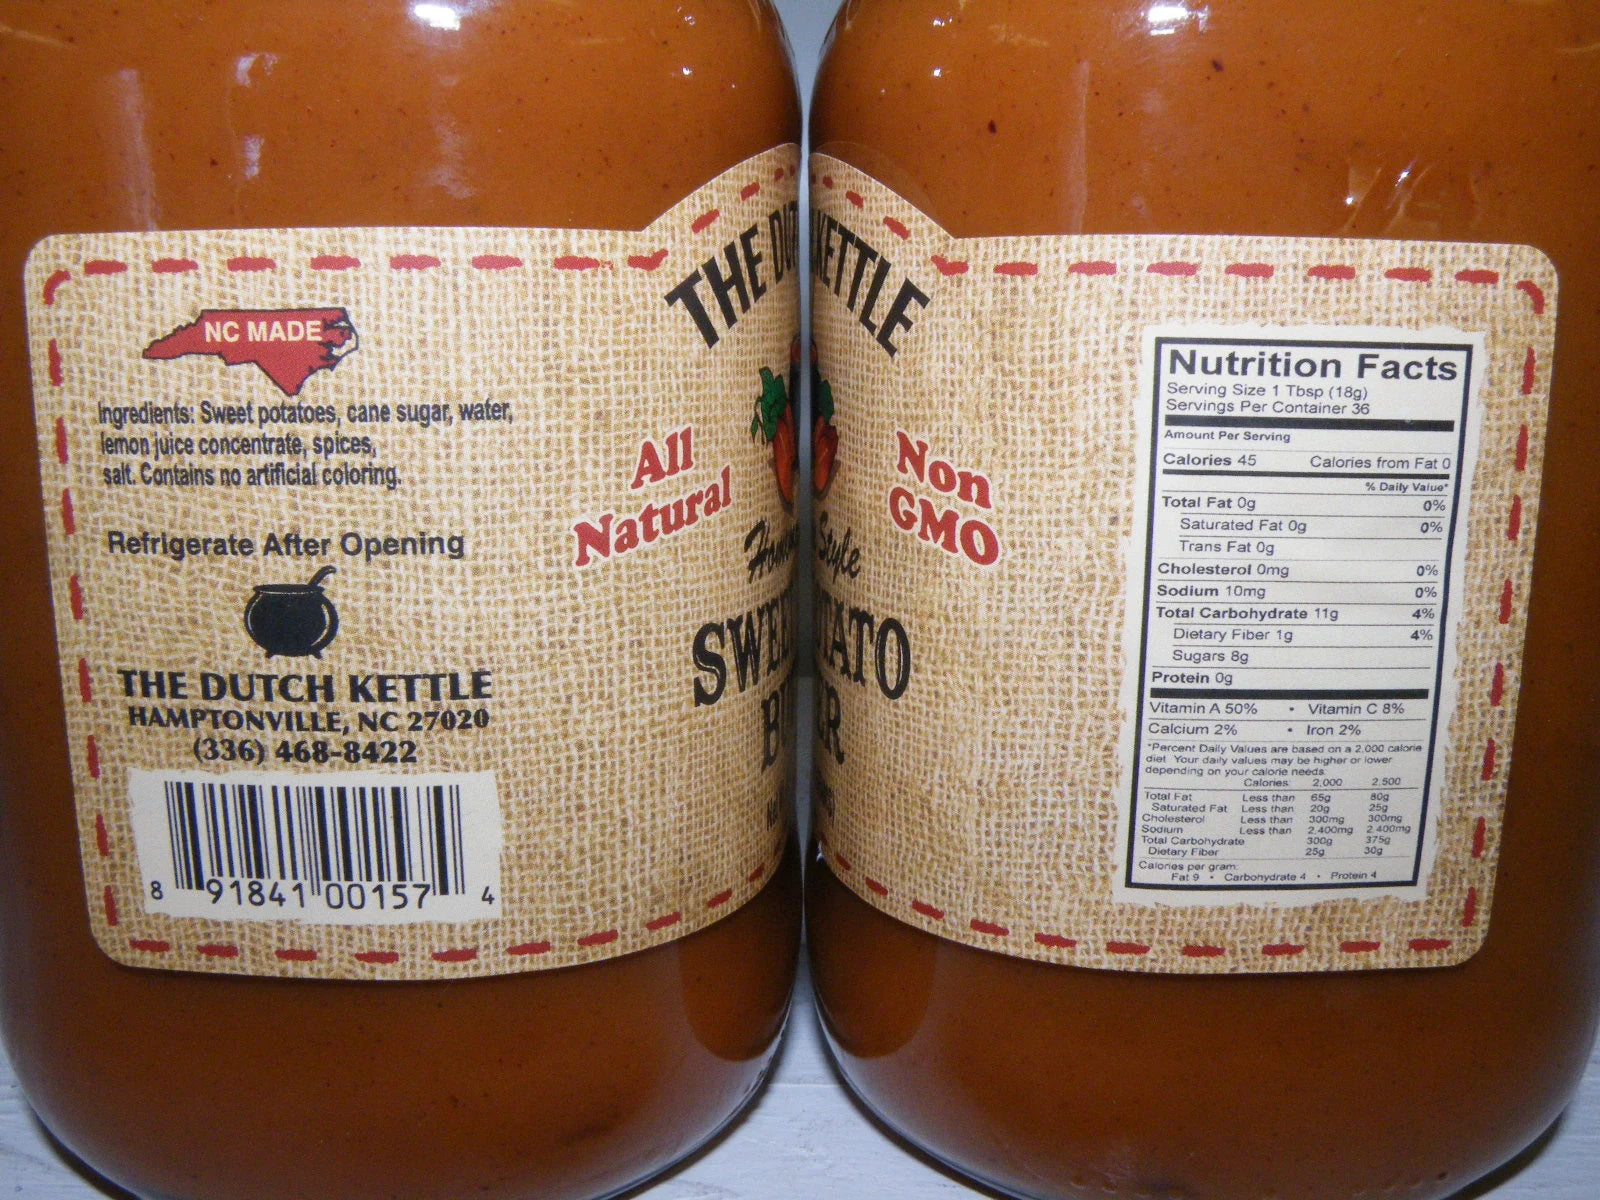 NC MADE
Ingredients: Sweet potatoes, cane sugar, water,
lemon juice concentrate, spices,
salt. Contains no artificial coloring.
Refrigerate After Opening
THE DUTCH KETTLE
HAMPTONVILLE, NC 27020
(336) 468-8422
8 91841 00157 4
THE
All
Natural
KETTLE
Non
GMO
Style
Nutrition Facts
Serving Size 1 Tbsp (18g)
Servings Per Container 36
Amount Per Serving
Calories 45 Calories from Fat 0
% Daily Value*
Total Fat 0g 0%
Saturated Fat 0g 0%
Trans Fat 0g
Cholesterol 0mg 0%
Sodium 10mg 0%
Total Carbohydrate 11g 4%
Dietary Fiber 1g 4%
Sugars 8g
Protein 0g
Vitamin A 50% • Vitamin C 8%
Calcium 2% • Iron 2%
*Percent Daily Values are based on a 2,000 calorie
diet. Your daily values may be higher or lower
depending on your calorie needs.
Calories: 2,000 2,500
Total Fat Less than 65g 80g
Saturated Fat Less than 20g 25g
Cholesterol Less than 300mg 300mg
Sodium Less than 2,400mg 2,400mg
Total Carbohydrate 300g 375g
Dietary Fiber 25g 30g
Calories per gram:
Fat 9 • Carbohydrate 4 • Protein 4